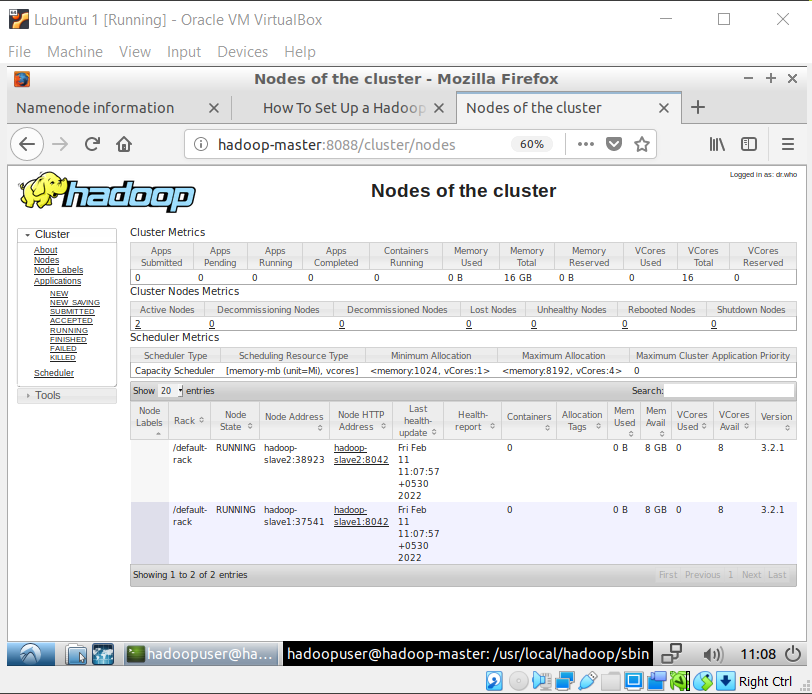 Lubuntu 1 [Running] - Oracle VM VirtualBox
File Machine View Input Devices Help
Nodes of the cluster - Mozilla Firefox
Namenode information
How To Set Up a Hadoop
Nodes of the cluster
hadoop-master:8088/cluster/nodes
60%
hadoop
Nodes of the cluster
Logged in as: dr.who
Cluster
About
Nodes
Node Labels
Applications
NEW
NEW_SAVING
SUBMITTED
ACCEPTED
RUNNING
FINISHED
FAILED
KILLED
Scheduler
Tools
Cluster Metrics
Apps Submitted Apps Pending Apps Running Apps Completed Containers Running Memory Used Memory Total Memory Reserved VCores Used VCores Total VCores Reserved
0 0 0 0 0 0 B 16 GB 0 B 0 16 0
Cluster Nodes Metrics
Active Nodes Decommissioning Nodes Decommissioned Nodes Lost Nodes Unhealthy Nodes Rebooted Nodes Shutdown Nodes
2 0 0 0 0 0 0
Scheduler Metrics
Scheduler Type Scheduling Resource Type Minimum Allocation Maximum Allocation Maximum Cluster Application Priority
Capacity Scheduler [memory-mb (unit=Mi), vcores] <memory:1024, vCores:1> <memory:8192, vCores:4> 0
Show 20 entries Search:
Node Labels Rack Node State Node Address Node HTTP Address Last health-update Health-report Containers Allocation Tags Mem Used Mem Avail VCores Used VCores Avail Version
/default-rack RUNNING hadoop-slave2:38923 hadoop-slave2:8042 Fri Feb 11 11:07:57 +0530 2022 0 0 B 8 GB 0 8 3.2.1
/default-rack RUNNING hadoop-slave1:37541 hadoop-slave1:8042 Fri Feb 11 11:07:57 +0530 2022 0 0 B 8 GB 0 8 3.2.1
Showing 1 to 2 of 2 entries First Previous 1 Next Last
hadoopuser@ha... hadoopuser@hadoop-master: /usr/local/hadoop/sbin 11:08
Right Ctrl